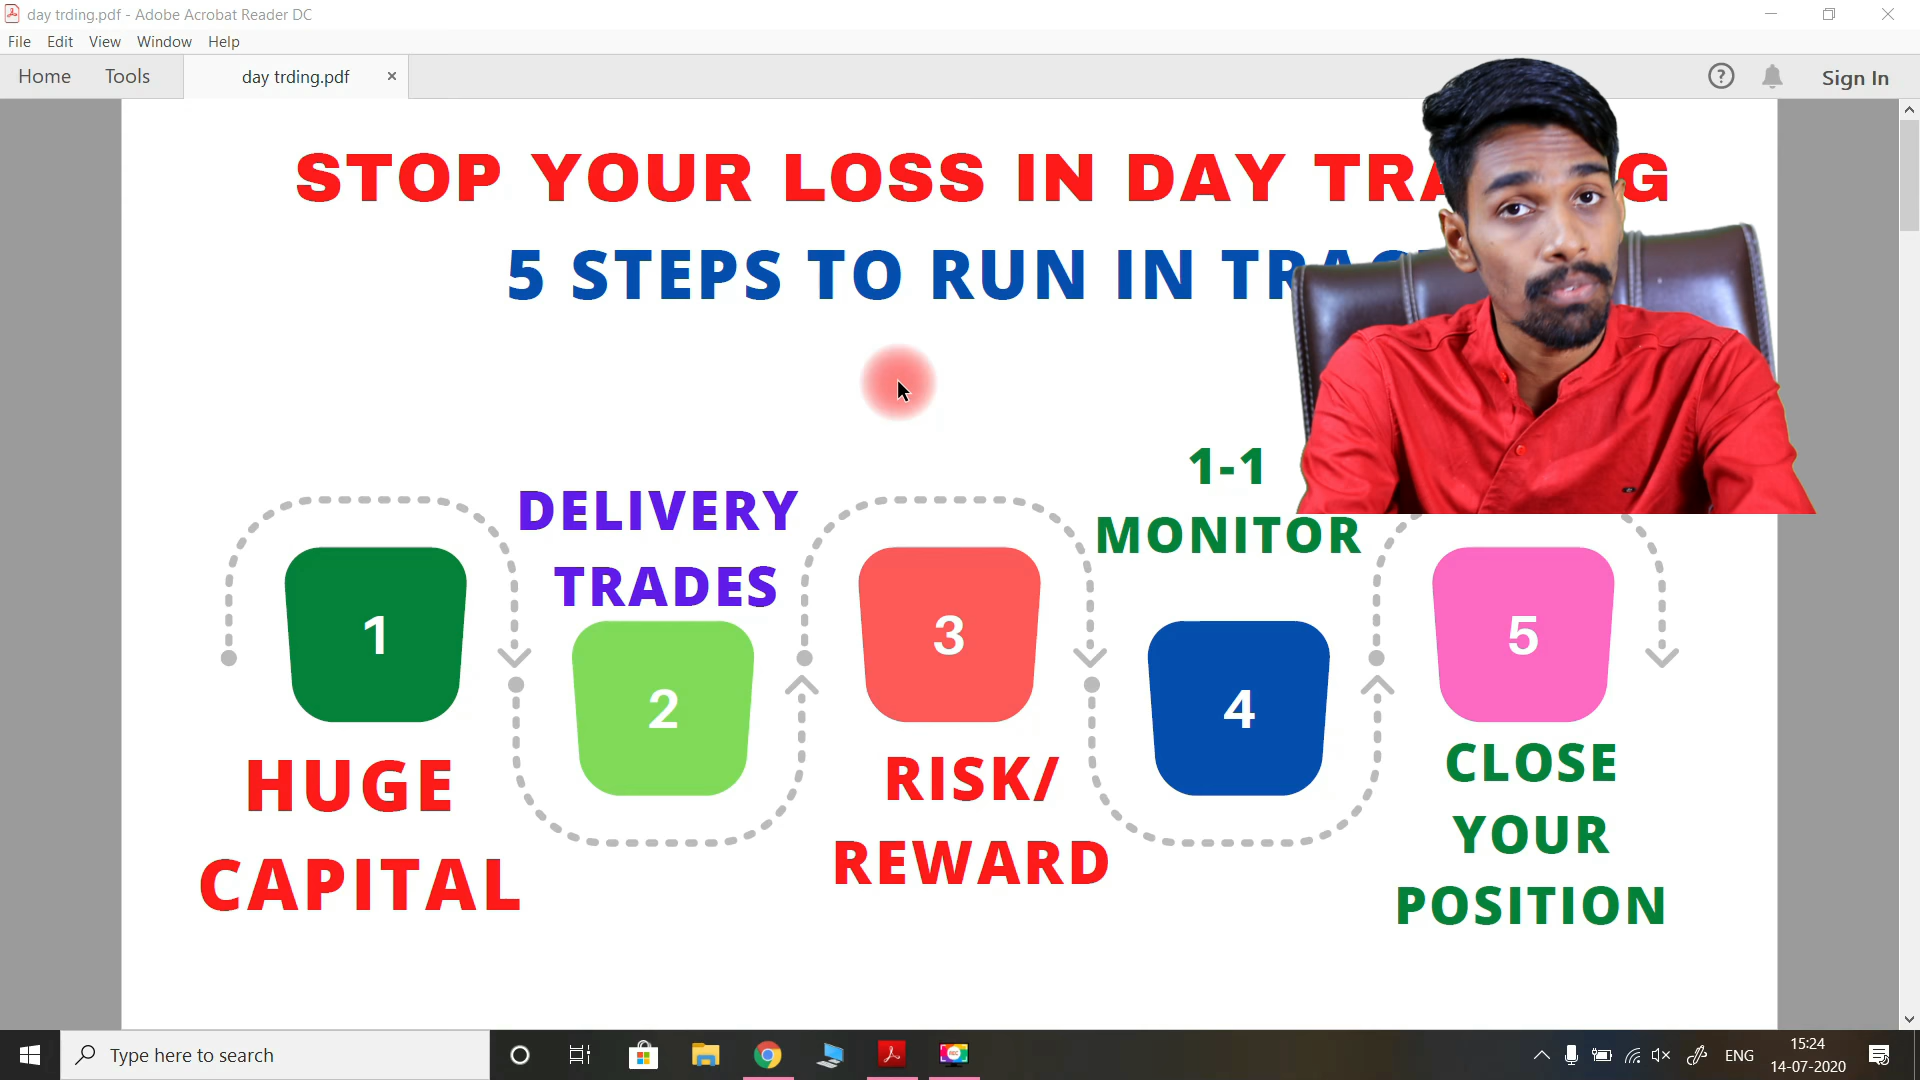 day trding.pdf - Adobe Acrobat Reader DC
File Edit View Window Help
Home Tools day trding.pdf × ? Sign In
STOP YOUR LOSS IN DAY
5 STEPS TO RUN IN
1-1
MONITOR
DELIVERY
TRADES
1
2
3
4
5
HUGE
CAPITAL
RISK/
REWARD
CLOSE
YOUR
POSITION
Type here to search
REC
ENG
15:24
14-07-2020